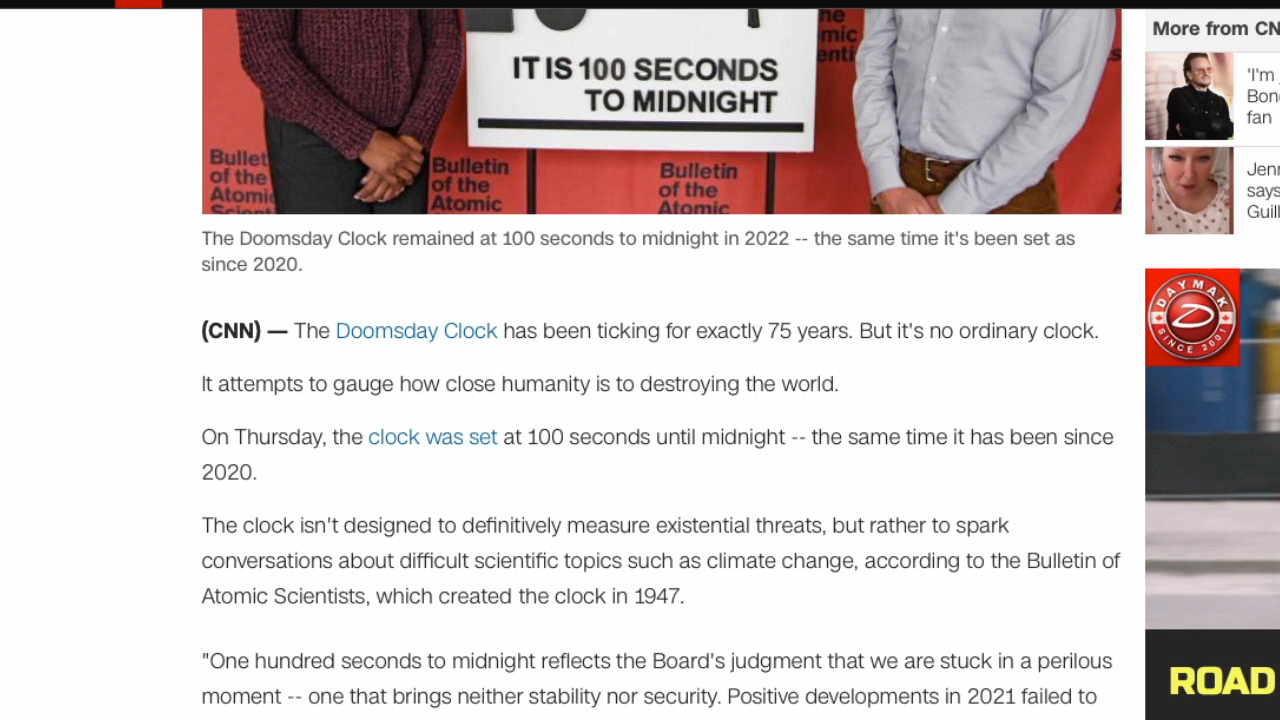 More from CN
the
mic
enti
IT IS 100 SECONDS
TO MIDNIGHT
Bullet
of the
Atomic
Scient
Bulletin
of the
Atomic
Bulletin
of the
Atomic
The Doomsday Clock remained at 100 seconds to midnight in 2022 -- the same time it's been set as
since 2020.
(CNN) — The Doomsday Clock has been ticking for exactly 75 years. But it's no ordinary clock.
It attempts to gauge how close humanity is to destroying the world.
On Thursday, the clock was set at 100 seconds until midnight -- the same time it has been since
2020.
The clock isn't designed to definitively measure existential threats, but rather to spark
conversations about difficult scientific topics such as climate change, according to the Bulletin of
Atomic Scientists, which created the clock in 1947.
"One hundred seconds to midnight reflects the Board's judgment that we are stuck in a perilous
moment -- one that brings neither stability nor security. Positive developments in 2021 failed to
'I'm
Bon
fan
Jen
says
Guil
DAYMAK
SINCE 2001
ROAD